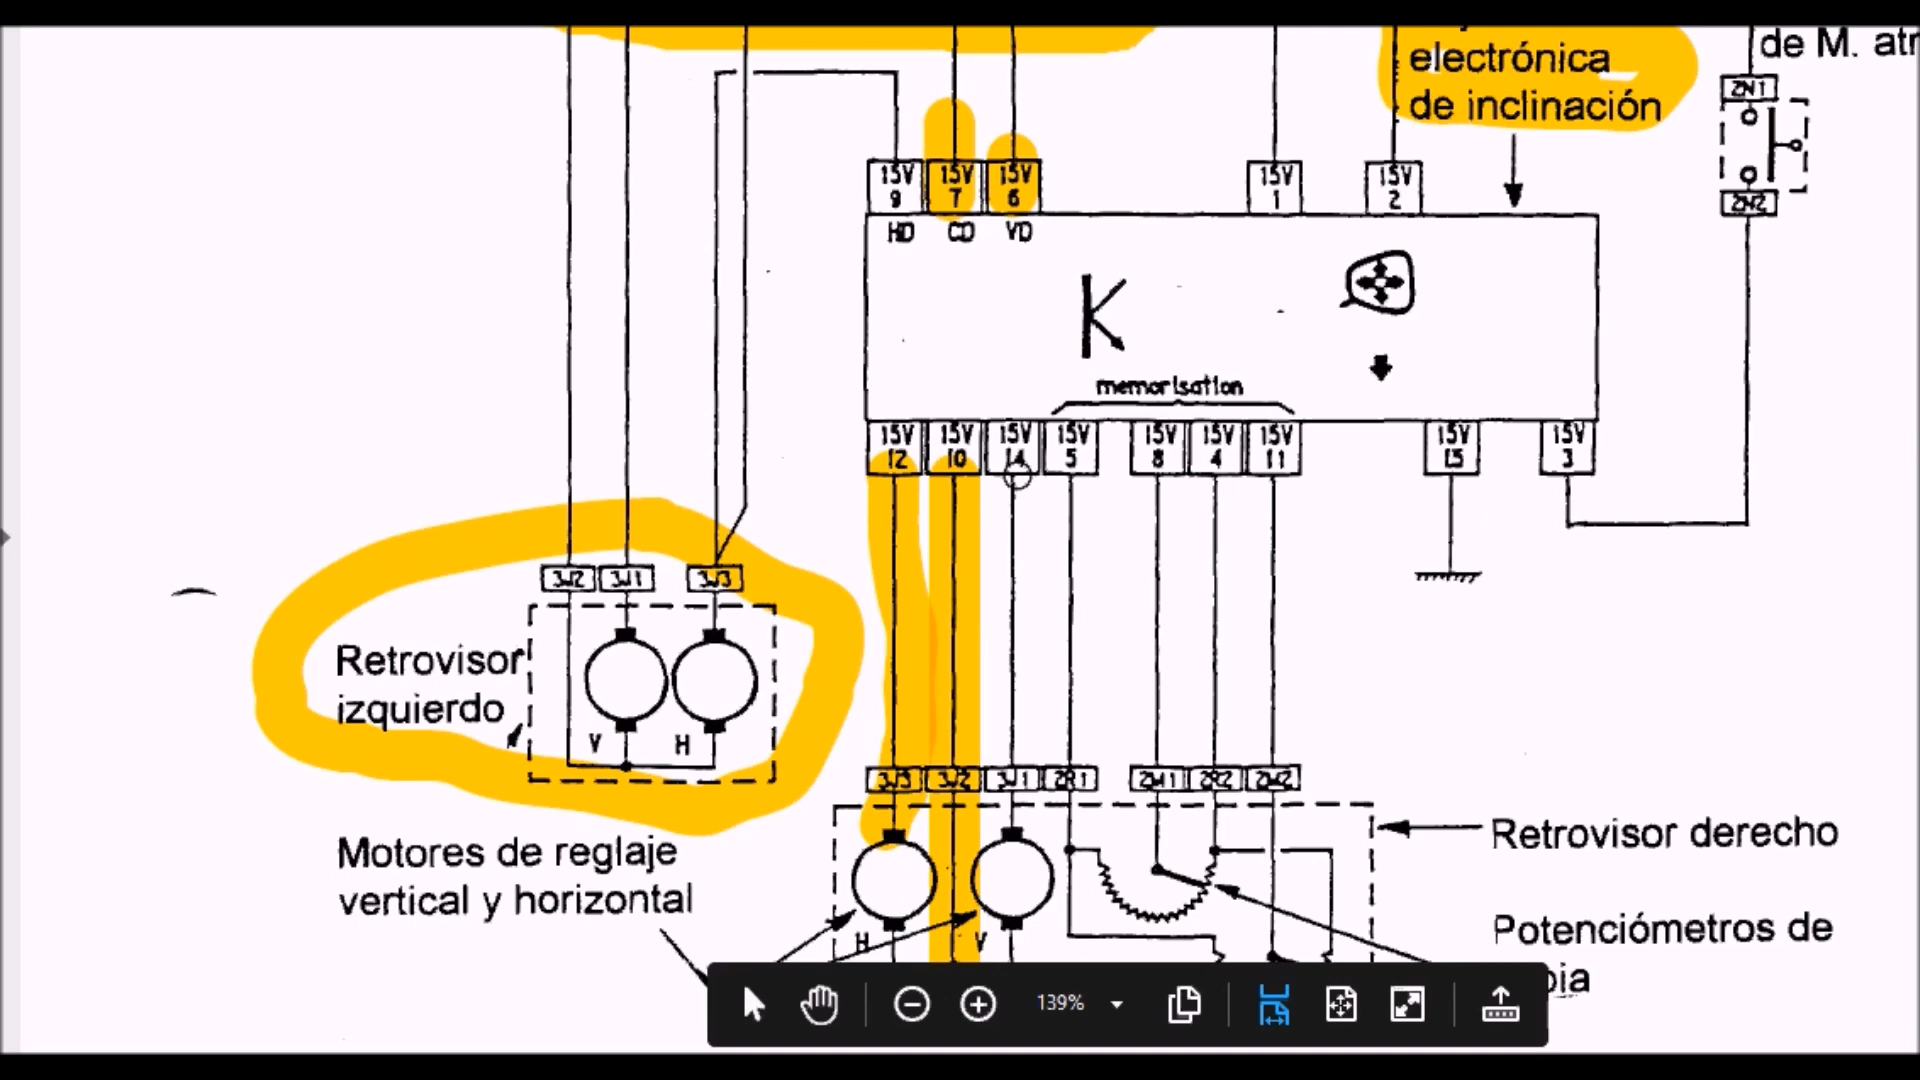 electrónica
de inclinación
de M. atr
2N1
2N2
15V
9
15V
7
15V
6
15V
1
15V
2
HD CD VD
memorisation
15V
12
15V
10
15V
14
15V
5
15V
8
15V
4
15V
11
15V
15
15V
3
3J2 3J1 3J3
Retrovisor
izquierdo
V H
3J3 3J2 3J1 2R1 2W1 2R2 2W2
Motores de reglaje
vertical y horizontal
H V
Retrovisor derecho
Potenciómetros de
pia
139%